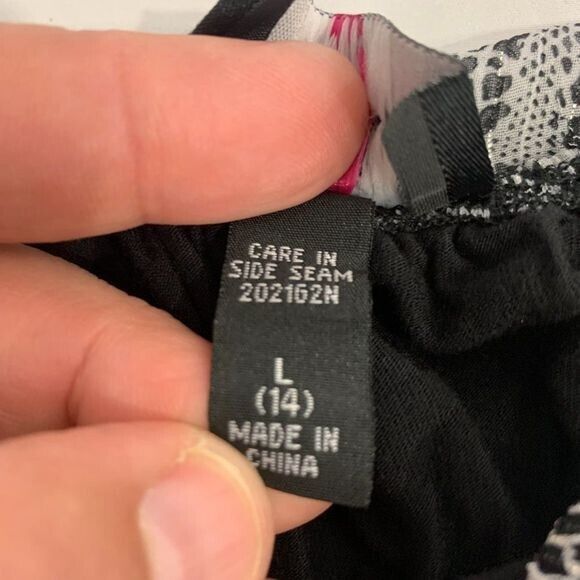 CARE IN
SIDE SEAM
202162N
L
(14)
MADE IN
CHINA